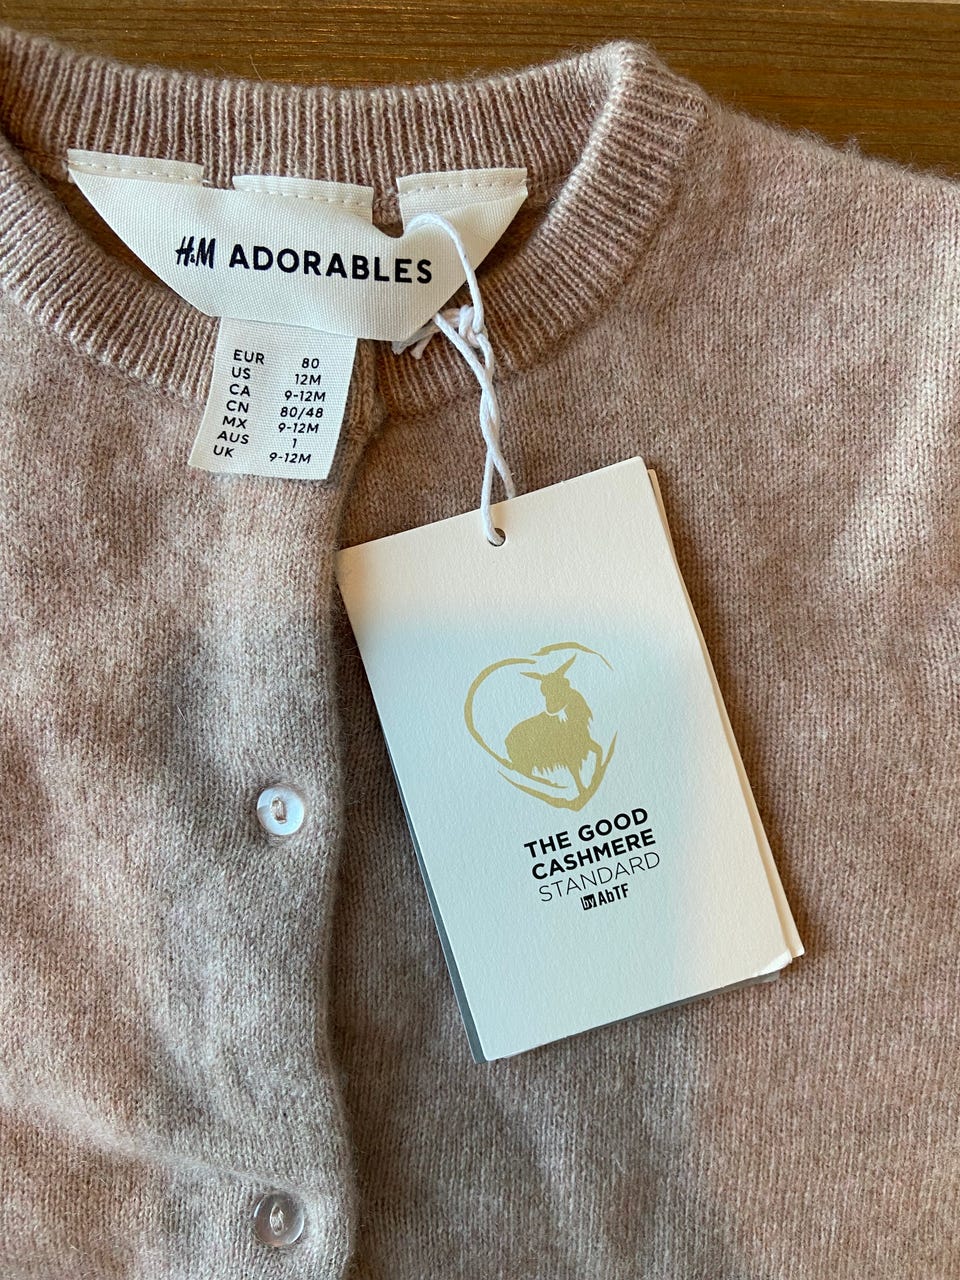 H&M ADORABLES
EUR 80
US 12M
CA 9-12M
CN 80/48
MX 9-12M
AUS 1
UK 9-12M
THE GOOD
CASHMERE
STANDARD
by AbTF